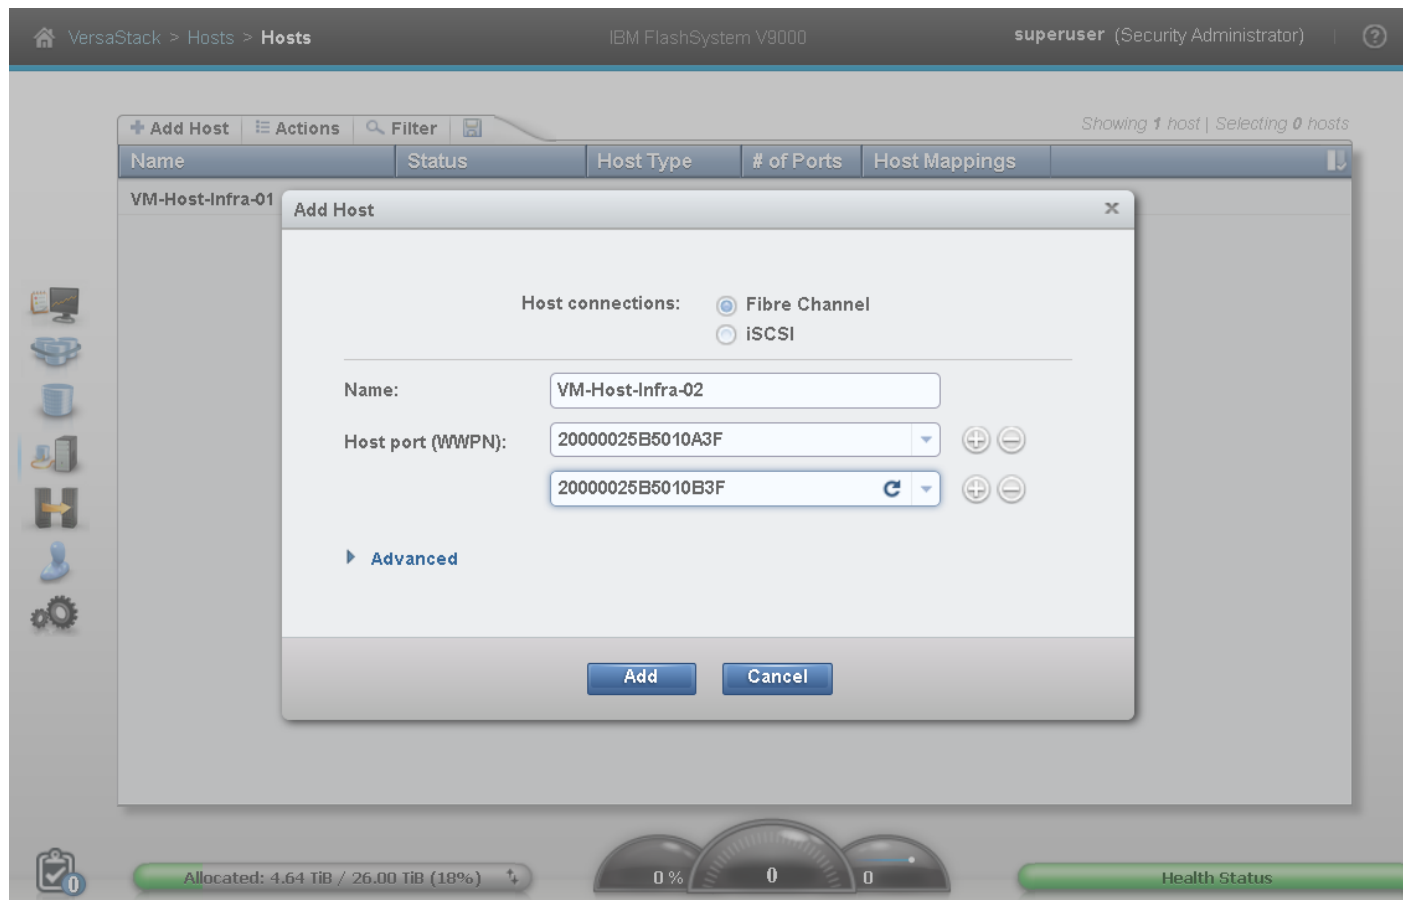 VersaStack > Hosts > Hosts IBM FlashSystem V9000 superuser (Security Administrator) | ?
Add Host Actions Filter Showing 1 host | Selecting 0 hosts
Name Status Host Type # of Ports Host Mappings
VM-Host-Infra-01
Add Host x
Host connections: Fibre Channel
iSCSI
Name: VM-Host-Infra-02
Host port (WWPN): 20000025B5010A3F
20000025B5010B3F
Advanced
Add Cancel
0 Allocated: 4.64 TiB / 26.00 TiB (18%) 0 % 0 0 Health Status